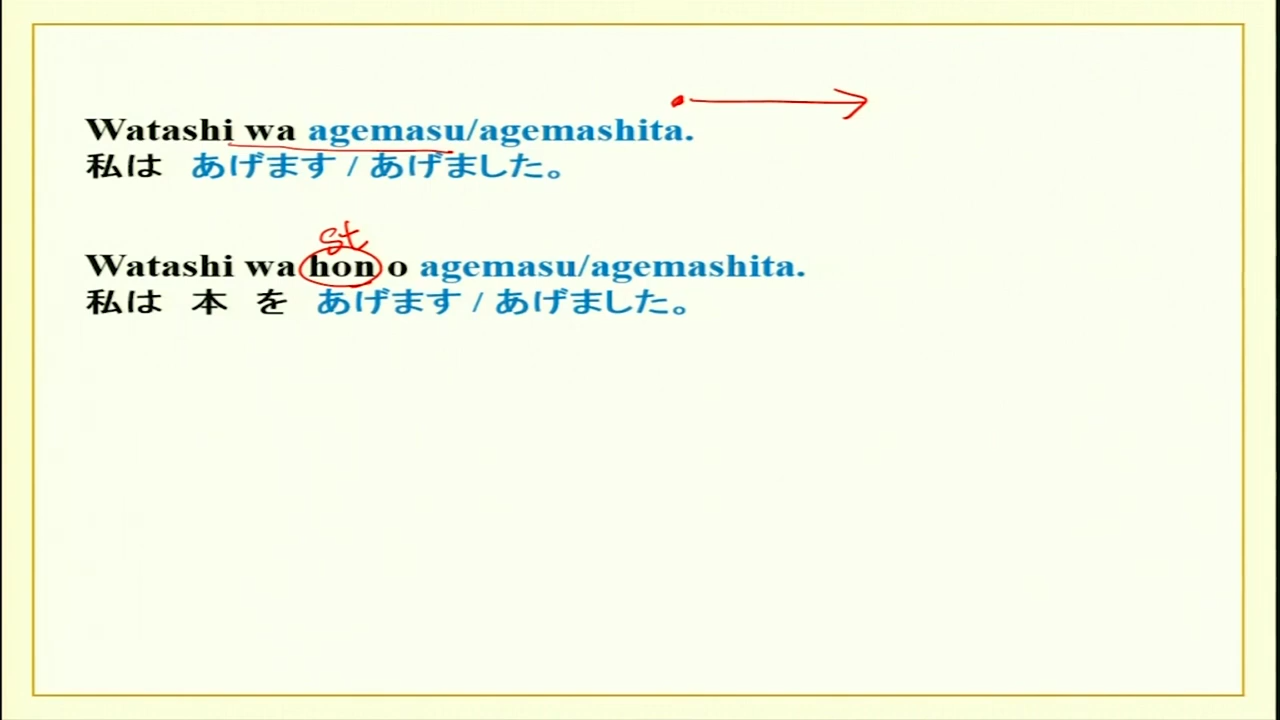 Watashi wa agemasu/agemashita.
私は あげます / あげました。
st
Watashi wa hon o agemasu/agemashita.
私は 本 を あげます / あげました。